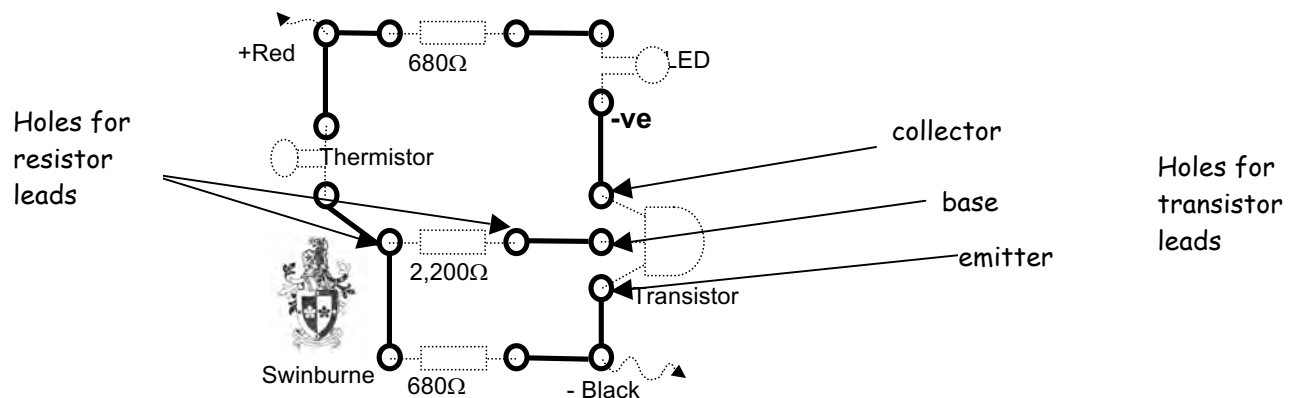 +Red
680Ω
LED
-ve
Holes for
resistor
leads
Thermistor
collector
base
emitter
Holes for
transistor
leads
2,200Ω
Transistor
Swinburne
680Ω
- Black